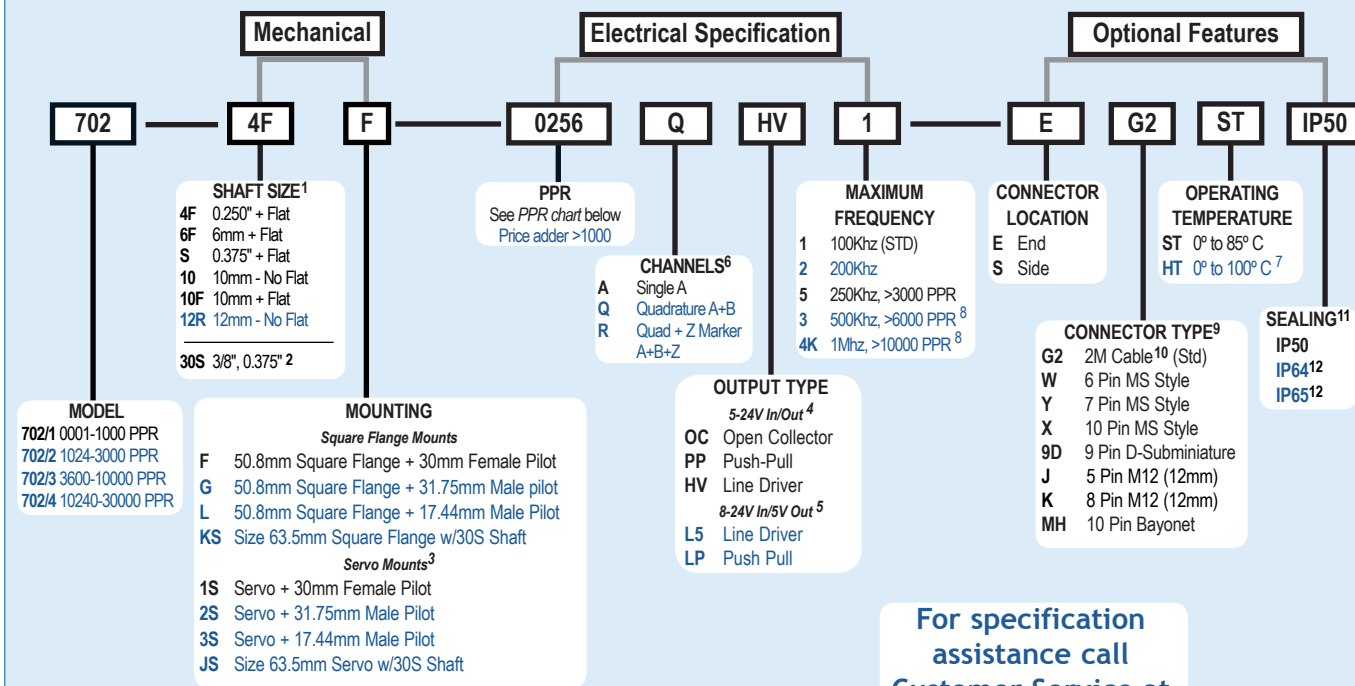 Mechanical
Electrical Specification
Optional Features
702
4F
F
0256
Q
HV
1
E
G2
ST
IP50
SHAFT SIZE1
4F 0.250" + Flat
6F 6mm + Flat
S 0.375" + Flat
10 10mm - No Flat
10F 10mm + Flat
12R 12mm - No Flat
30S 3/8", 0.375" 2
PPR
See PPR chart below
Price adder >1000
MAXIMUM
FREQUENCY
1 100Khz (STD)
2 200Khz
5 250Khz, >3000 PPR
3 500Khz, >6000 PPR 8
4K 1Mhz, >10000 PPR 8
CONNECTOR
LOCATION
E End
S Side
OPERATING
TEMPERATURE
ST 0º to 85º C
HT 0º to 100º C 7
CHANNELS6
A Single A
Q Quadrature A+B
R Quad + Z Marker
A+B+Z
SEALING11
IP50
IP6412
IP6512
CONNECTOR TYPE9
G2 2M Cable10 (Std)
W 6 Pin MS Style
Y 7 Pin MS Style
X 10 Pin MS Style
9D 9 Pin D-Subminiature
J 5 Pin M12 (12mm)
K 8 Pin M12 (12mm)
MH 10 Pin Bayonet
MODEL
702/1 0001-1000 PPR
702/2 1024-3000 PPR
702/3 3600-10000 PPR
702/4 10240-30000 PPR
MOUNTING
Square Flange Mounts
F 50.8mm Square Flange + 30mm Female Pilot
G 50.8mm Square Flange + 31.75mm Male pilot
L 50.8mm Square Flange + 17.44mm Male Pilot
KS Size 63.5mm Square Flange w/30S Shaft
Servo Mounts3
1S Servo + 30mm Female Pilot
2S Servo + 31.75mm Male Pilot
3S Servo + 17.44mm Male Pilot
JS Size 63.5mm Servo w/30S Shaft
OUTPUT TYPE
5-24V In/Out 4
OC Open Collector
PP Push-Pull
HV Line Driver
8-24V In/5V Out 5
L5 Line Driver
LP Push Pull
For specification
assistance call
Customer Service at